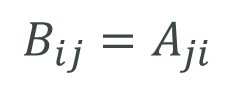 B_{ij} = A_{ji}